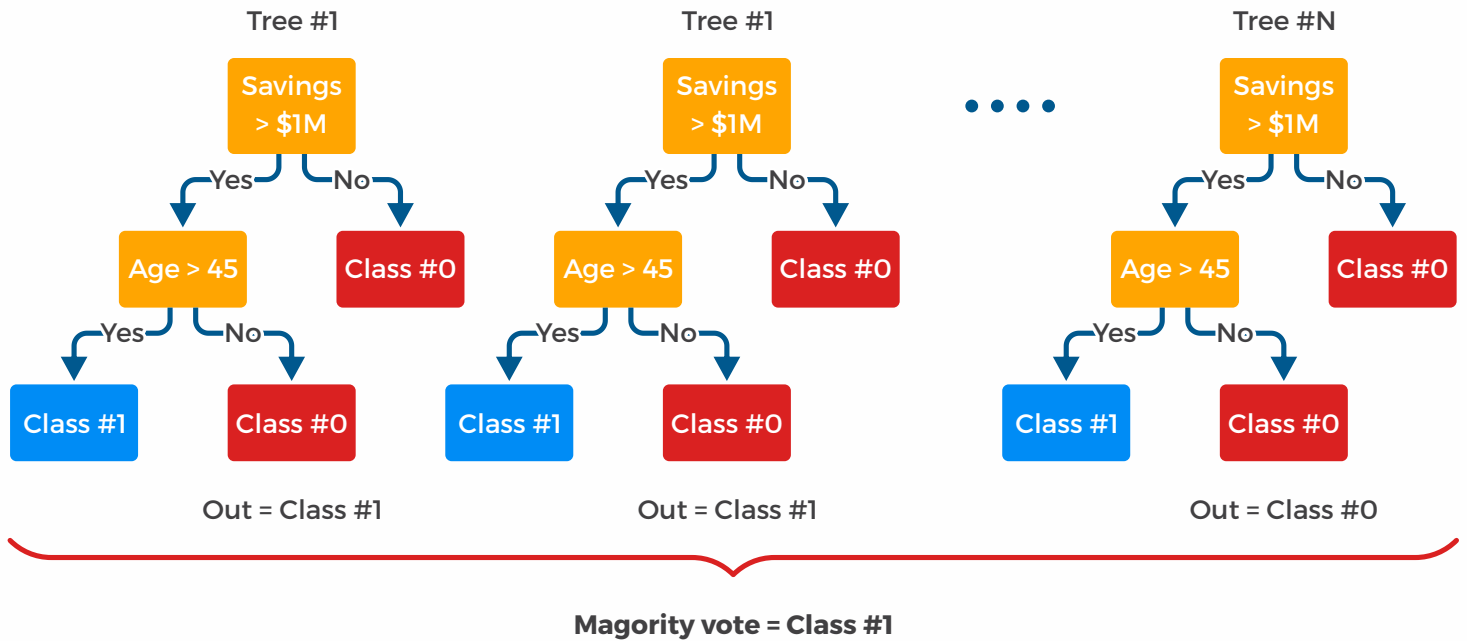 Tree #1
Tree #1
Tree #N
Savings
> $1M
Savings
> $1M
Savings
> $1M
Yes
No
Yes
No
Yes
No
Age > 45
Class #0
Age > 45
Class #0
Age > 45
Class #0
Yes
No
Yes
No
Yes
No
Class #1
Class #0
Class #1
Class #0
Class #1
Class #0
Out = Class #1
Out = Class #1
Out = Class #0
Magority vote = Class #1